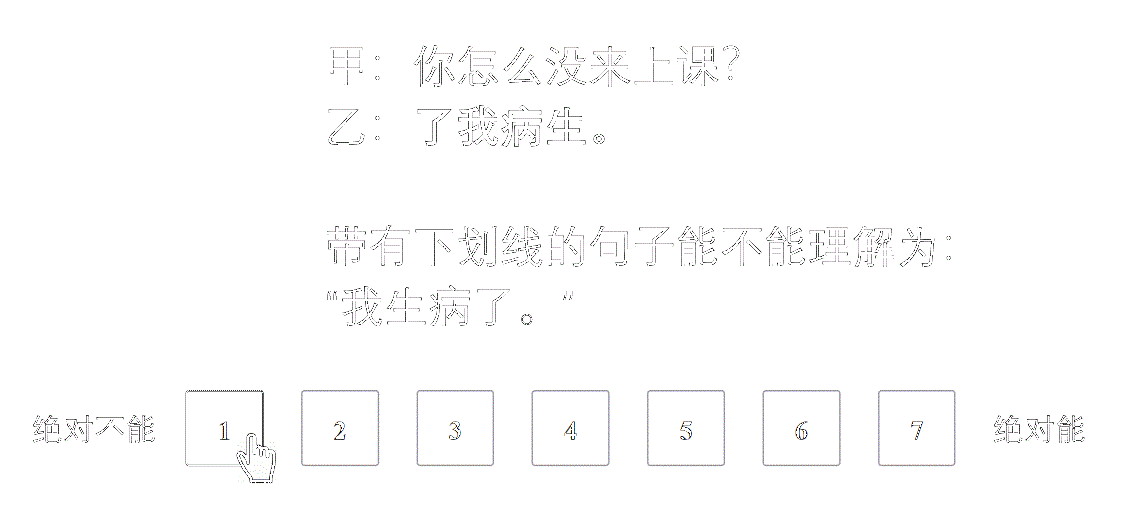 甲：你怎么没来上课？
乙：了我病生。
带有下划线的句子能不能理解为：
“我生病了。”
绝对不能 1 2 3 4 5 6 7 绝对能